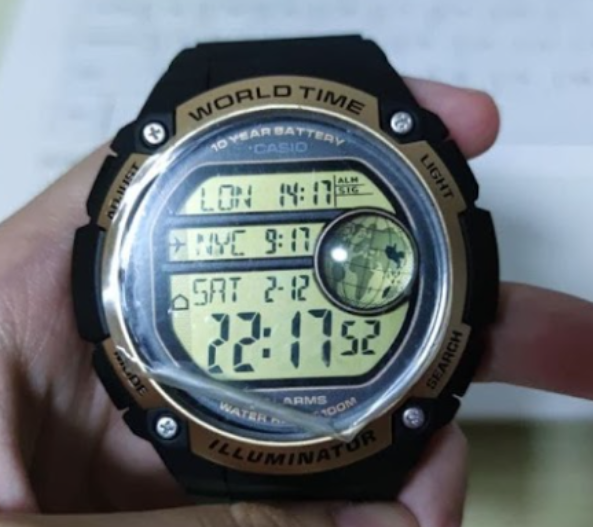 WORLD TIME
10 YEAR BATTERY
CASIO
ADJUST
LIGHT
LON 14:17 ALM
SIG
NYC 9:17
SAT 2-12
22:17 52
MODE
SEARCH
ARMS
WATER 100M
ILLUMINATOR